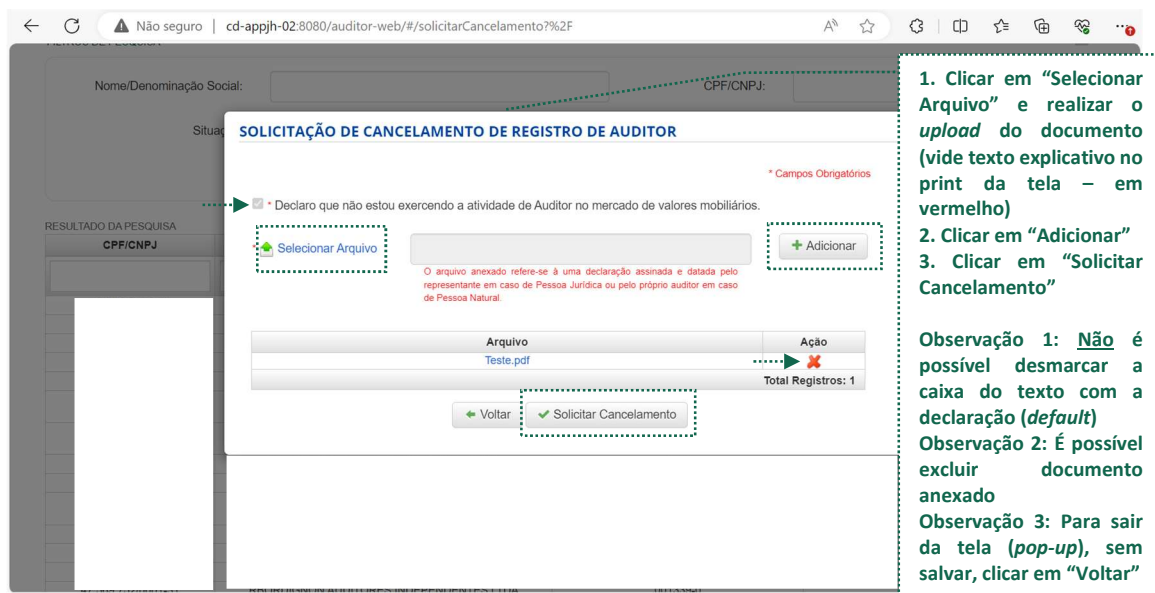 Não seguro | cd-appjh-02:8080/auditor-web/#/solicitarCancelamento?%2F
Nome/Denominação Social:
CPF/CNPJ:
SOLICITAÇÃO DE CANCELAMENTO DE REGISTRO DE AUDITOR
* Campos Obrigatórios
* Declaro que não estou exercendo a atividade de Auditor no mercado de valores mobiliários.
RESULTADO DA PESQUISA
CPF/CNPJ
* Selecionar Arquivo
Adicionar
O arquivo anexado refere-se à uma declaração assinada e datada pelo
representante em caso de Pessoa Jurídica ou pelo próprio auditor em caso
de Pessoa Natural.
Arquivo Ação
Teste.pdf
Total Registros: 1
Voltar
Solicitar Cancelamento
1. Clicar em “Selecionar
Arquivo” e realizar o
upload do documento
(vide texto explicativo no
print da tela – em
vermelho)
2. Clicar em “Adicionar”
3. Clicar em “Solicitar
Cancelamento”
Observação 1: Não é
possível desmarcar a
caixa do texto com a
declaração (default)
Observação 2: É possível
excluir documento
anexado
Observação 3: Para sair
da tela (pop-up), sem
salvar, clicar em “Voltar”